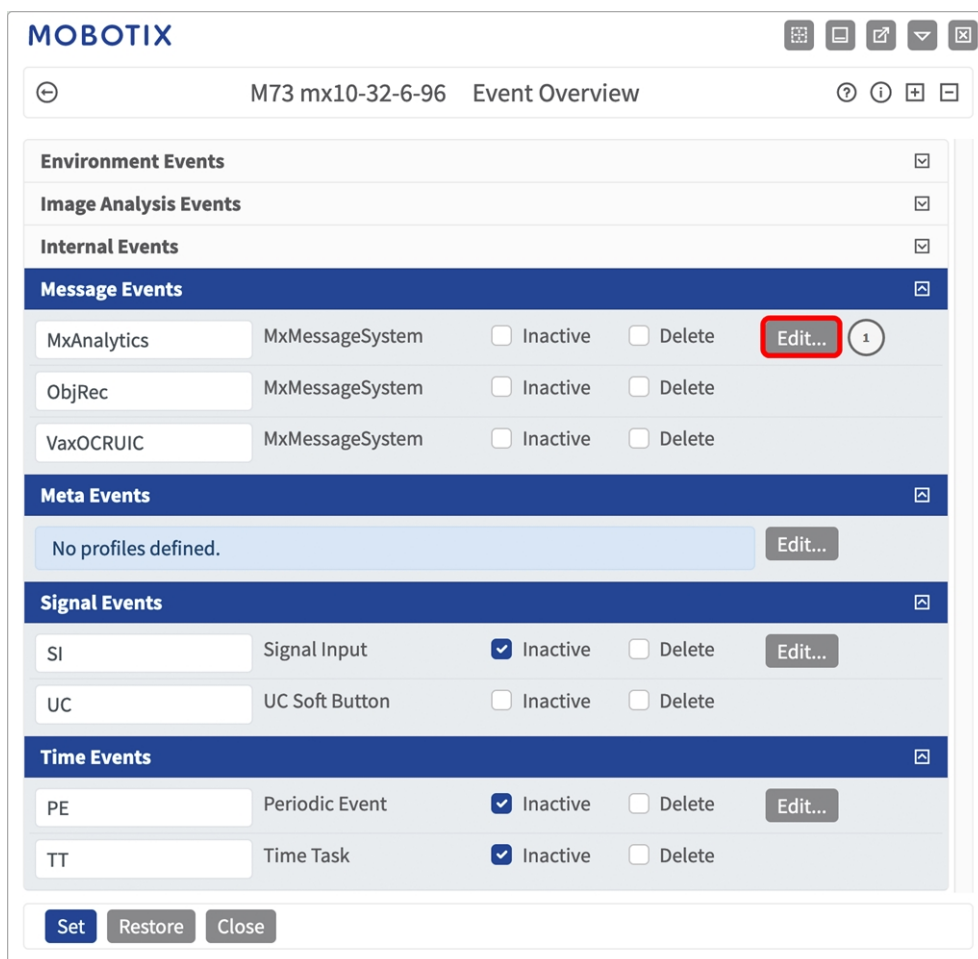 MOBOTIX
M73 mx10-32-6-96 Event Overview
Environment Events
Image Analysis Events
Internal Events
Message Events
MxAnalytics MxMessageSystem Inactive Delete Edit... 1
ObjRec MxMessageSystem Inactive Delete
VaxOCRUIC MxMessageSystem Inactive Delete
Meta Events
No profiles defined. Edit...
Signal Events
SI Signal Input Inactive Delete Edit...
UC UC Soft Button Inactive Delete
Time Events
PE Periodic Event Inactive Delete Edit...
TT Time Task Inactive Delete
Set Restore Close